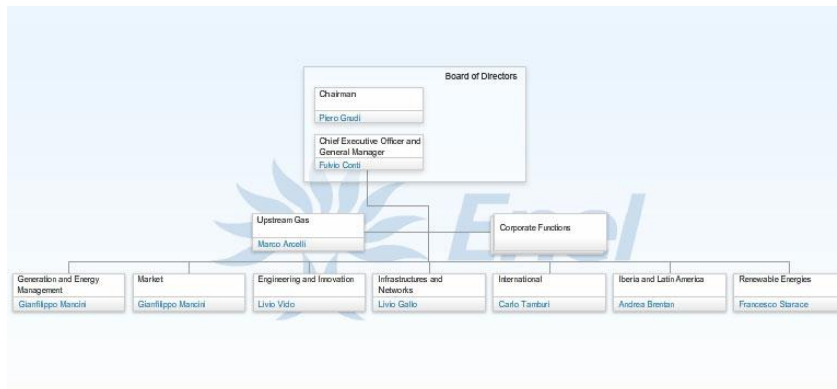 Board of Directors
Chairman
Piero Gnudi
Chief Executive Officer and
General Manager
Fulvio Conti
Upstream Gas
Marco Arcelli
Corporate Functions
Enel
Generation and Energy
Management
Gianfilippo Mancini
Market
Gianfilippo Mancini
Engineering and Innovation
Livio Vido
Infrastructures and
Networks
Livio Gallo
International
Carlo Tamburi
Iberia and Latin America
Andrea Brentan
Renewable Energies
Francesco Starace